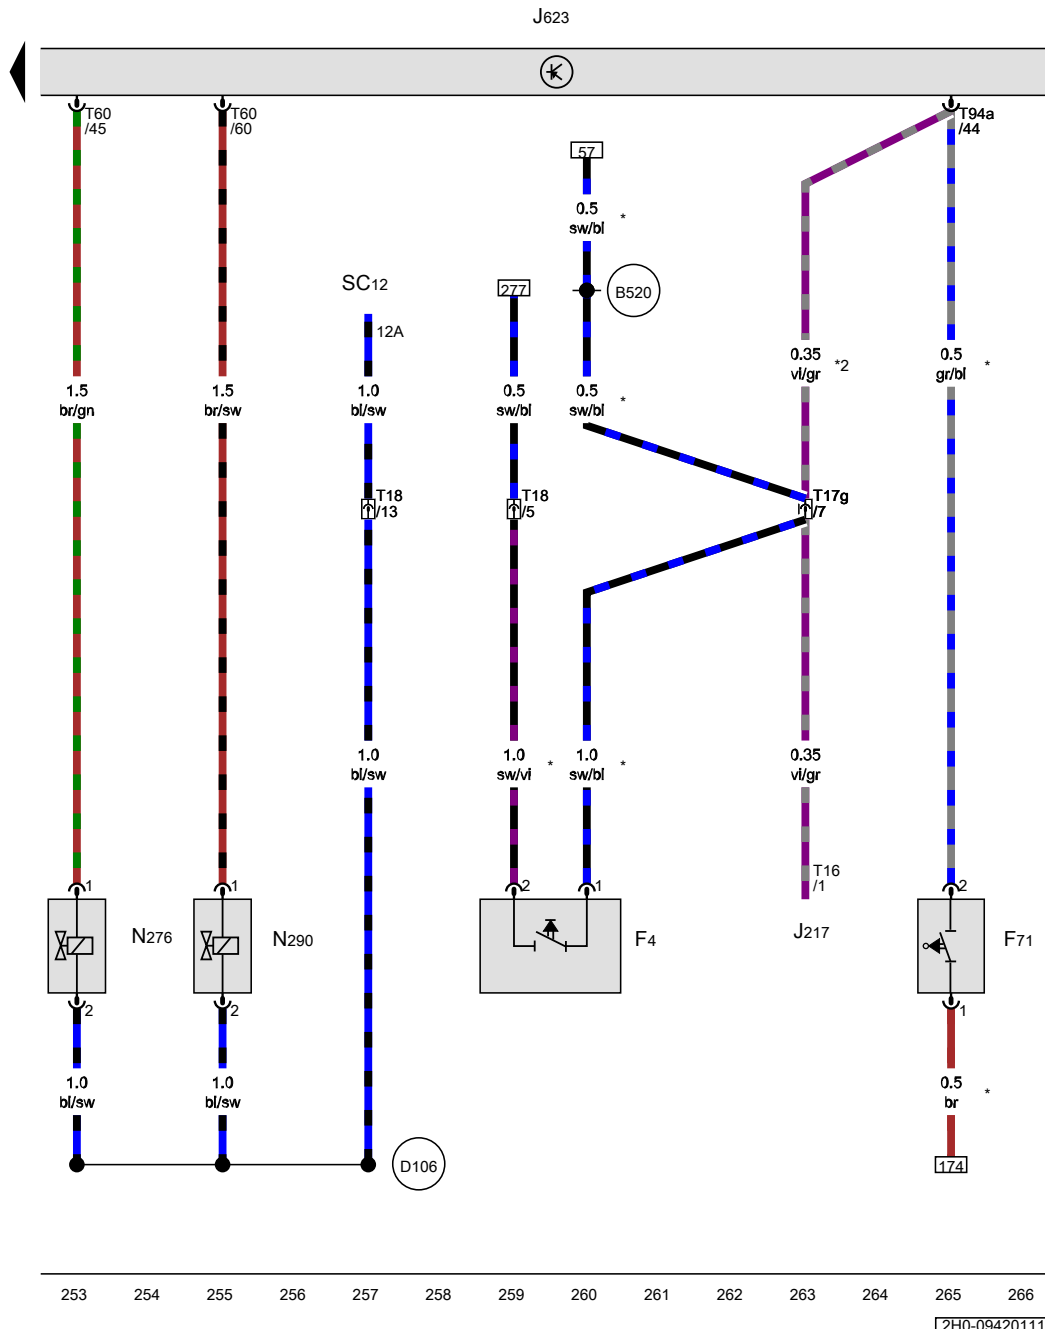 J623
T60
/45
T60
/60
T94a
/44
57
0.5
sw/bl *
SC12
277
B520
12A
1.5
br/gn
1.5
br/sw
1.0
bl/sw
0.5
sw/bl
0.5
sw/bl *
0.35
vi/gr *2
0.5
gr/bl *
T18
/13
T18
/5
T17g
/7
1.0
bl/sw
1.0
sw/vi *
1.0
sw/bl *
0.35
vi/gr
T16
/1
1
1
2
1
2
N276
N290
F4
J217
F71
2
2
1
1.0
bl/sw
1.0
bl/sw
0.5
br *
D106
174
253 254 255 256 257 258 259 260 261 262 263 264 265 266
2H0-09420111